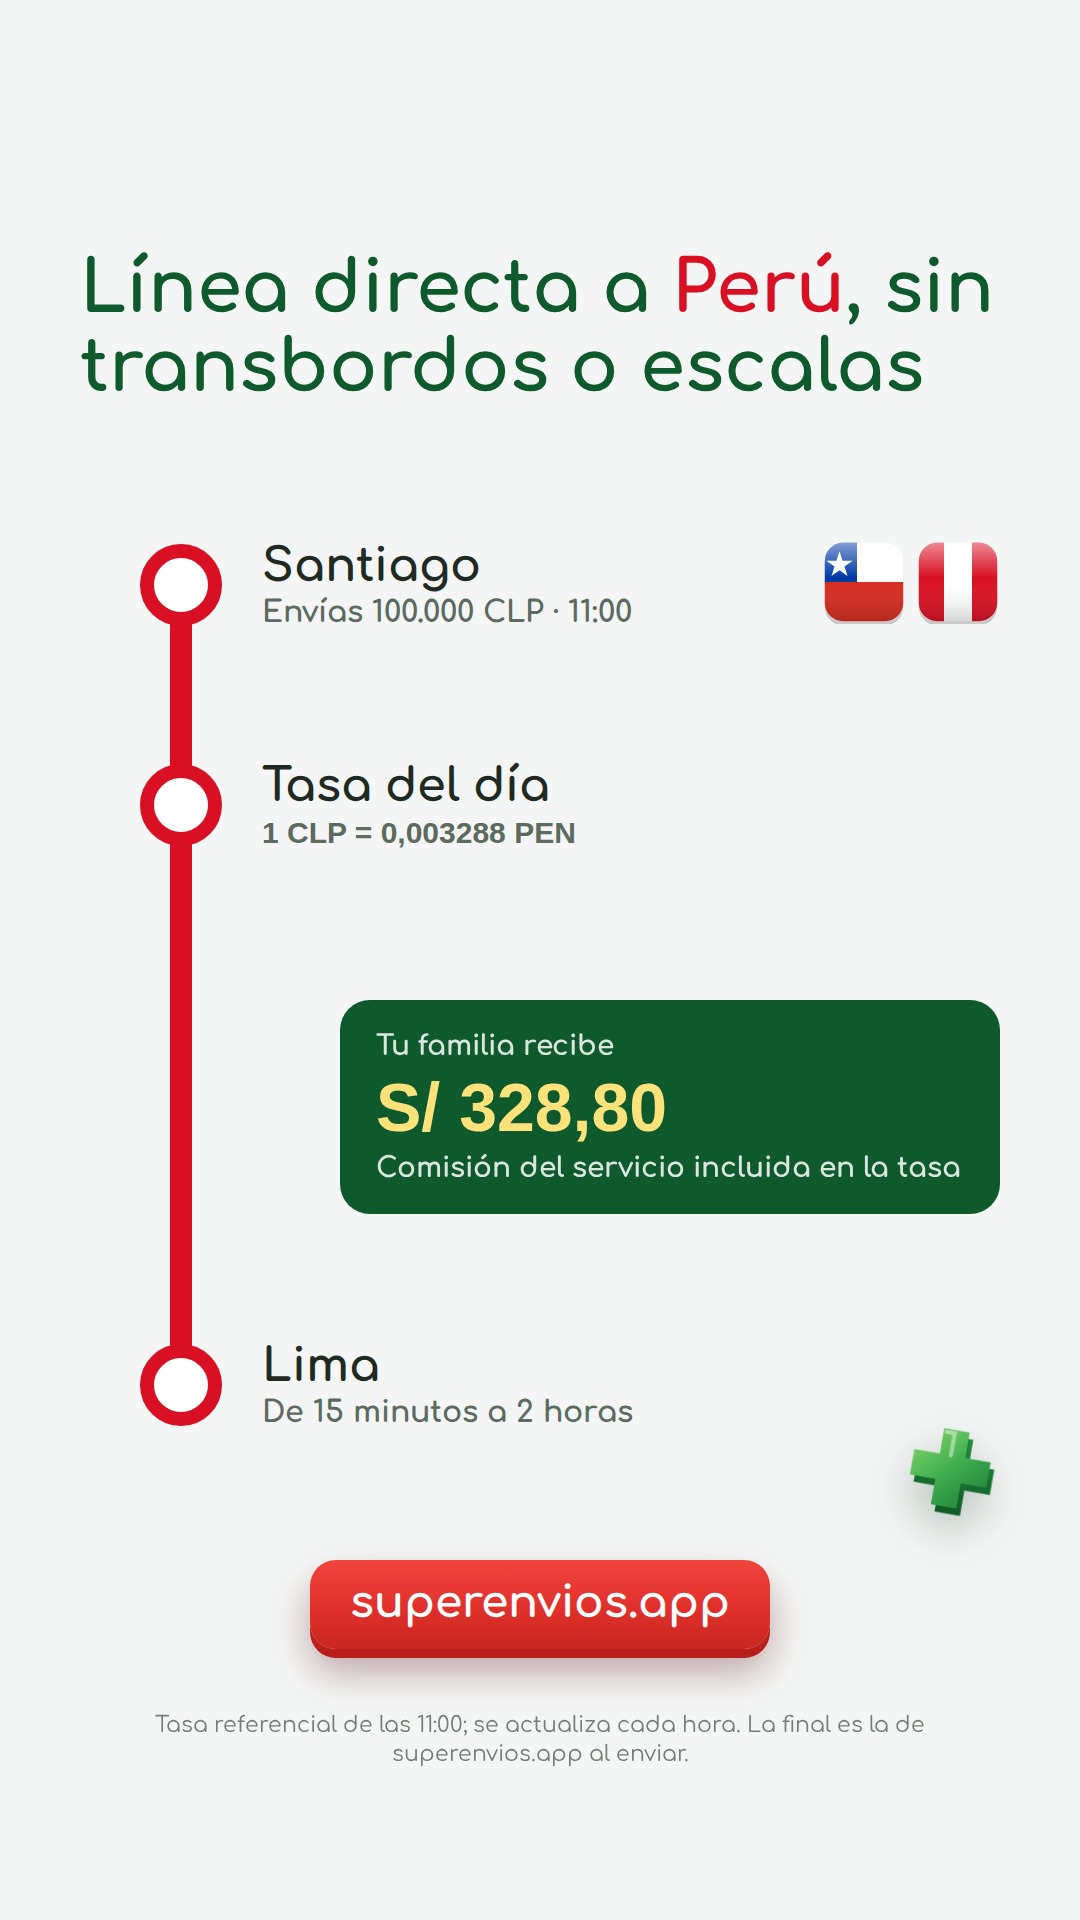 Línea directa a Perú, sin
transbordos o escalas
Santiago
Envías 100.000 CLP · 11:00
Tasa del día
1 CLP = 0,003288 PEN
Tu familia recibe
S/ 328,80
Comisión del servicio incluida en la tasa
Lima
De 15 minutos a 2 horas
superenvios.app
Tasa referencial de las 11:00; se actualiza cada hora. La final es la de
superenvios.app al enviar.